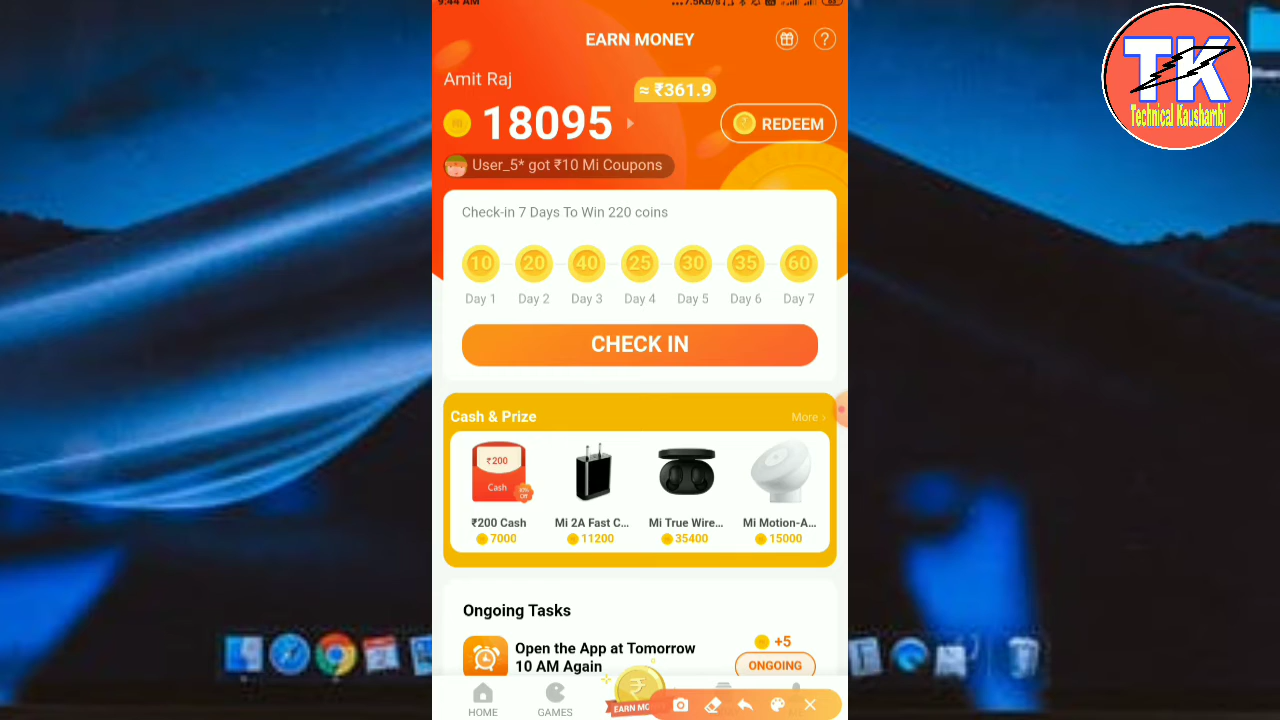 9:44 AM
7.5KB/s
EARN MONEY
?
Amit Raj
≈ ₹361.9
18095
REDEEM
User_5* got ₹10 Mi Coupons
Check-in 7 Days To Win 220 coins
10 20 40 25 30 35 60
Day 1 Day 2 Day 3 Day 4 Day 5 Day 6 Day 7
CHECK IN
Cash & Prize
More ›
₹200
Cash
₹200 Cash Mi 2A Fast C... Mi True Wire... Mi Motion-A...
7000 11200 35400 15000
Ongoing Tasks
Open the App at Tomorrow
10 AM Again
+5
ONGOING
HOME GAMES EARN
TK
Technical Kaushambi